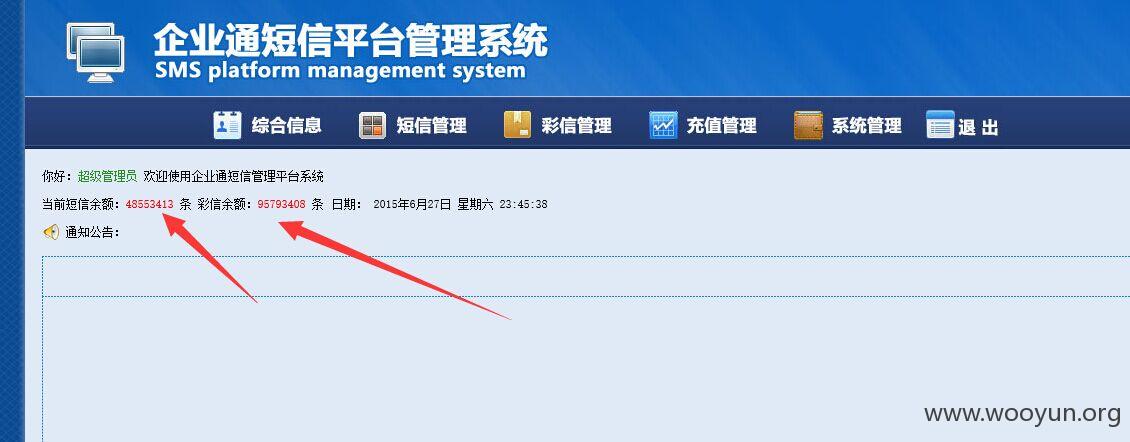 企业通短信平台管理系统
SMS platform management system
综合信息 短信管理 彩信管理 充值管理 系统管理 退 出
你好：超级管理员 欢迎使用企业通短信管理平台系统
当前短信余额：48553413 条 彩信余额：95793408 条 日期： 2015年6月27日 星期六 23:45:38
通知公告：
www.wooyun.org